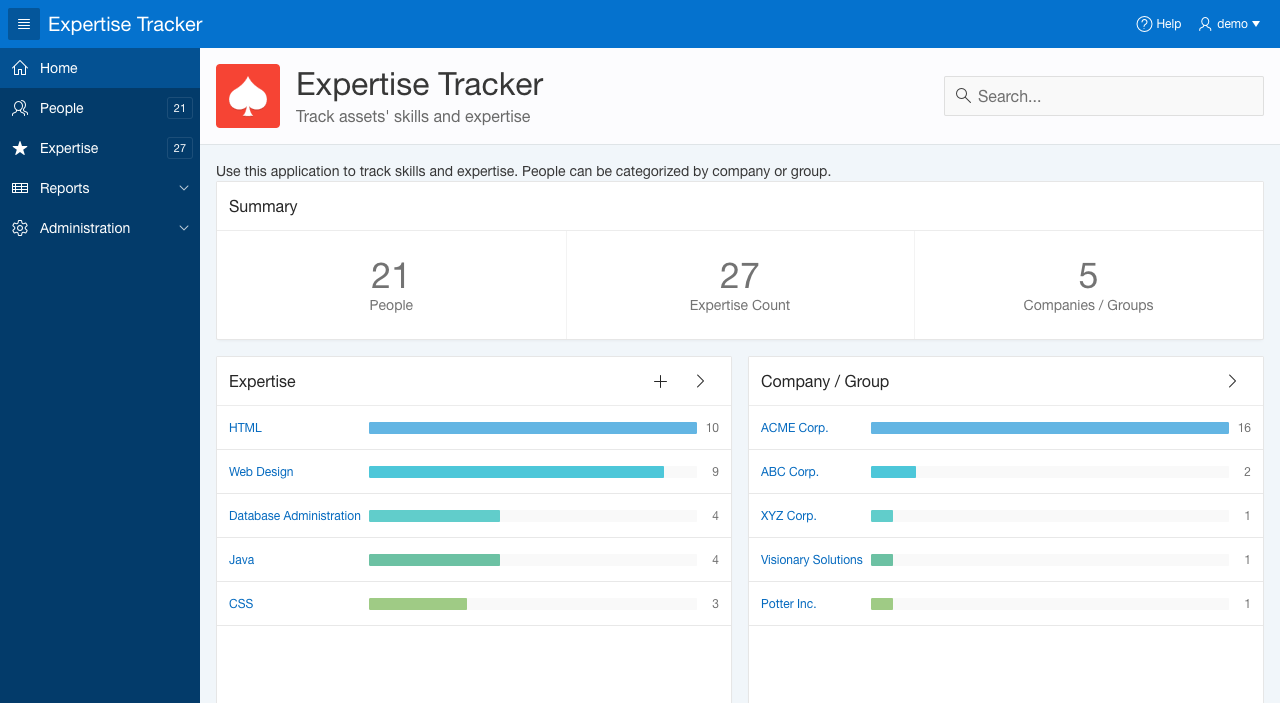 Expertise Tracker
Help
demo
Home
People 21
Expertise 27
Reports
Administration
Expertise Tracker
Track assets' skills and expertise
Search...
Use this application to track skills and expertise. People can be categorized by company or group.
Summary
21
People
27
Expertise Count
5
Companies / Groups
Expertise
HTML 10
Web Design 9
Database Administration 4
Java 4
CSS 3
Company / Group
ACME Corp. 16
ABC Corp. 2
XYZ Corp. 1
Visionary Solutions 1
Potter Inc. 1